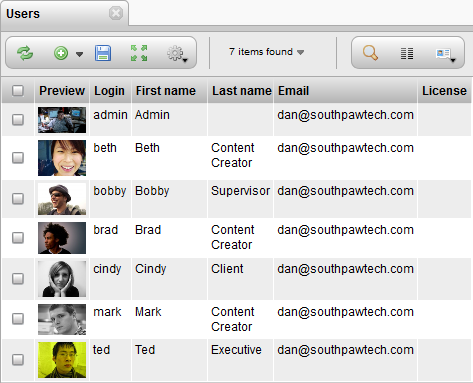 Users
7 items found
Preview Login First name Last name Email License
admin Admin dan@southpawtech.com
beth Beth Content Creator dan@southpawtech.com
bobby Bobby Supervisor dan@southpawtech.com
brad Brad Content Creator dan@southpawtech.com
cindy Cindy Client dan@southpawtech.com
mark Mark Content Creator dan@southpawtech.com
ted Ted Executive dan@southpawtech.com